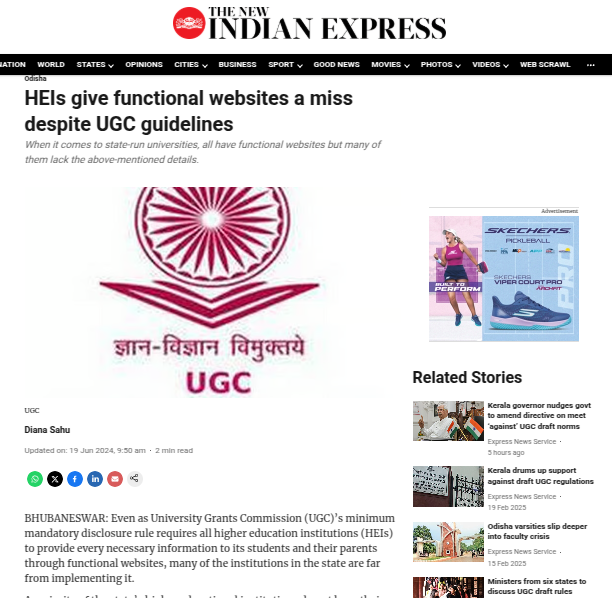 THE NEW
INDIAN EXPRESS
NATION WORLD STATES OPINIONS CITIES BUSINESS SPORT GOOD NEWS MOVIES PHOTOS VIDEOS WEB SCRAWL
Odisha
HEIs give functional websites a miss
despite UGC guidelines
When it comes to state-run universities, all have functional websites but many of
them lack the above-mentioned details.
ज्ञान-विज्ञान विमुक्तये
UGC
UGC
Diana Sahu
Updated on: 19 Jun 2024, 9:50 am · 2 min read
BHUBANESWAR: Even as University Grants Commission (UGC)'s minimum
mandatory disclosure rule requires all higher education institutions (HEIs)
to provide every necessary information to its students and their parents
through functional websites, many of the institutions in the state are far
from implementing it.
Advertisement
SKECHERS
PICKLEBALL
BUILT TO
PERFORM
SKECHERS
VIPER COURT PRO
ARCHFIT
PRO
Related Stories
Kerala governor nudges govt
to amend directive on meet
'against' UGC draft norms
Express News Service ·
5 hours ago
Kerala drums up support
against draft UGC regulations
Express News Service ·
19 Feb 2025
Odisha varsities slip deeper
into faculty crisis
Express News Service ·
15 Feb 2025
Ministers from six states to
discuss UGC draft rules